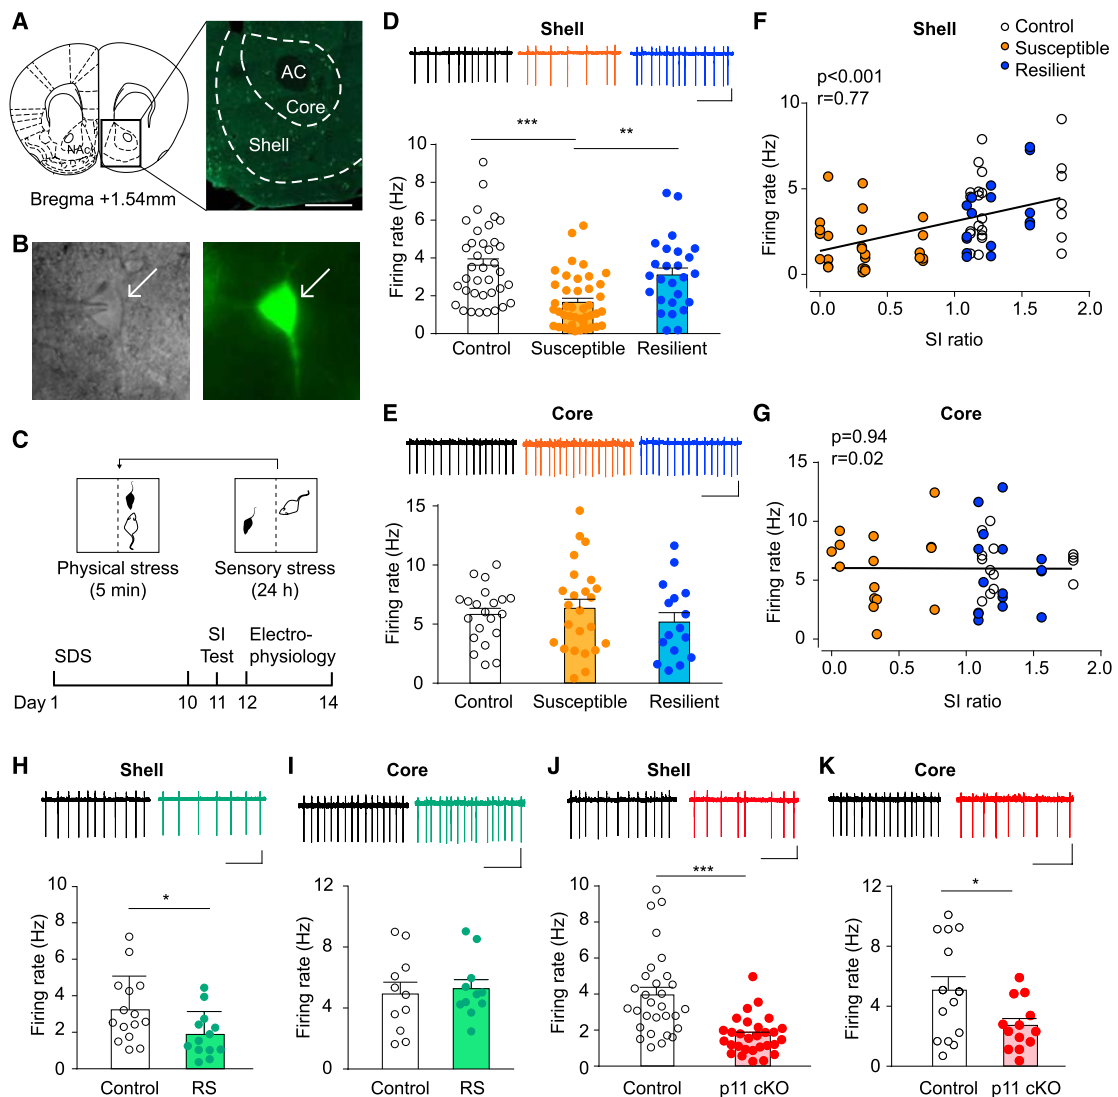 A
AC
Core
Shell
NAc
Bregma +1.54mm
B
C
Physical stress
(5 min)
Sensory stress
(24 h)
SDS
SI
Test
Electro-
physiology
Day 1
10
11
12
14
D
Shell
***
**
Firing rate (Hz)
10
8
6
4
2
0
Control
Susceptible
Resilient
E
Core
Firing rate (Hz)
15
10
5
0
Control
Susceptible
Resilient
F
Shell
Control
Susceptible
Resilient
p<0.001
r=0.77
Firing rate (Hz)
10
5
0
0.0
0.5
1.0
1.5
2.0
SI ratio
G
Core
p=0.94
r=0.02
Firing rate (Hz)
15
10
5
0
0.0
0.5
1.0
1.5
2.0
SI ratio
H
Shell
*
Firing rate (Hz)
10
8
6
4
2
0
Control
RS
I
Core
Firing rate (Hz)
12
8
4
0
Control
RS
J
Shell
***
Firing rate (Hz)
10
8
6
4
2
0
Control
p11 cKO
K
Core
*
Firing rate (Hz)
12
8
4
0
Control
p11 cKO